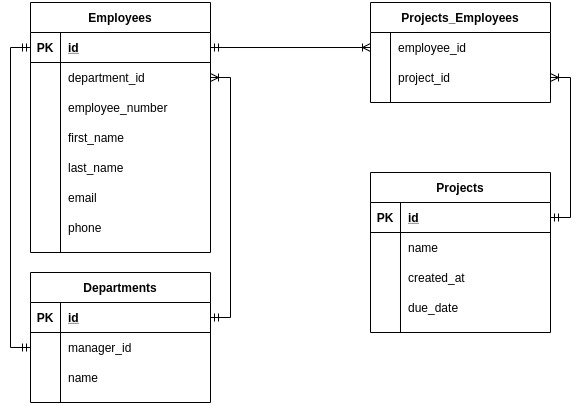 Employees
PK id
department_id
employee_number
first_name
last_name
email
phone
Departments
PK id
manager_id
name
Projects_Employees
employee_id
project_id
Projects
PK id
name
created_at
due_date